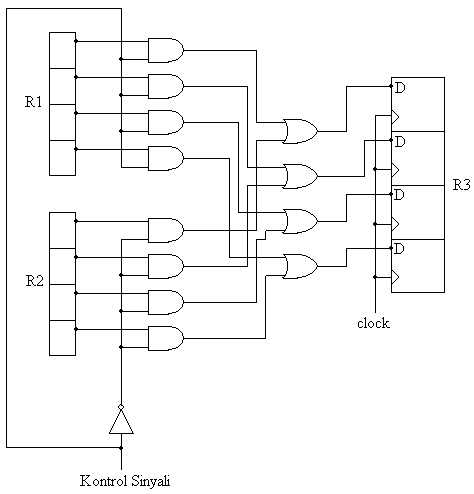 R1
D
D
R3
D
D
R2
clock
Kontrol Sinyali